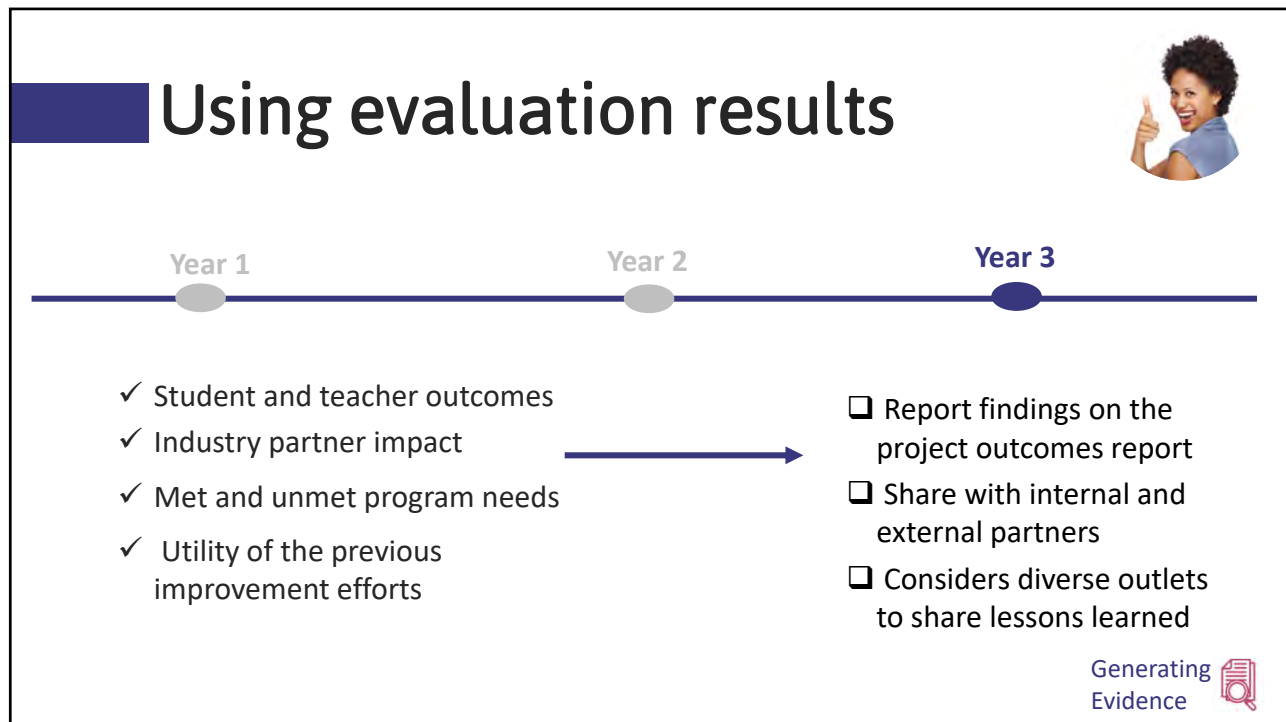 Using evaluation results
Year 1
Year 2
Year 3
✓ Student and teacher outcomes
✓ Industry partner impact
✓ Met and unmet program needs
✓ Utility of the previous
improvement efforts
❑ Report findings on the
project outcomes report
❑ Share with internal and
external partners
❑ Considers diverse outlets
to share lessons learned
Generating
Evidence